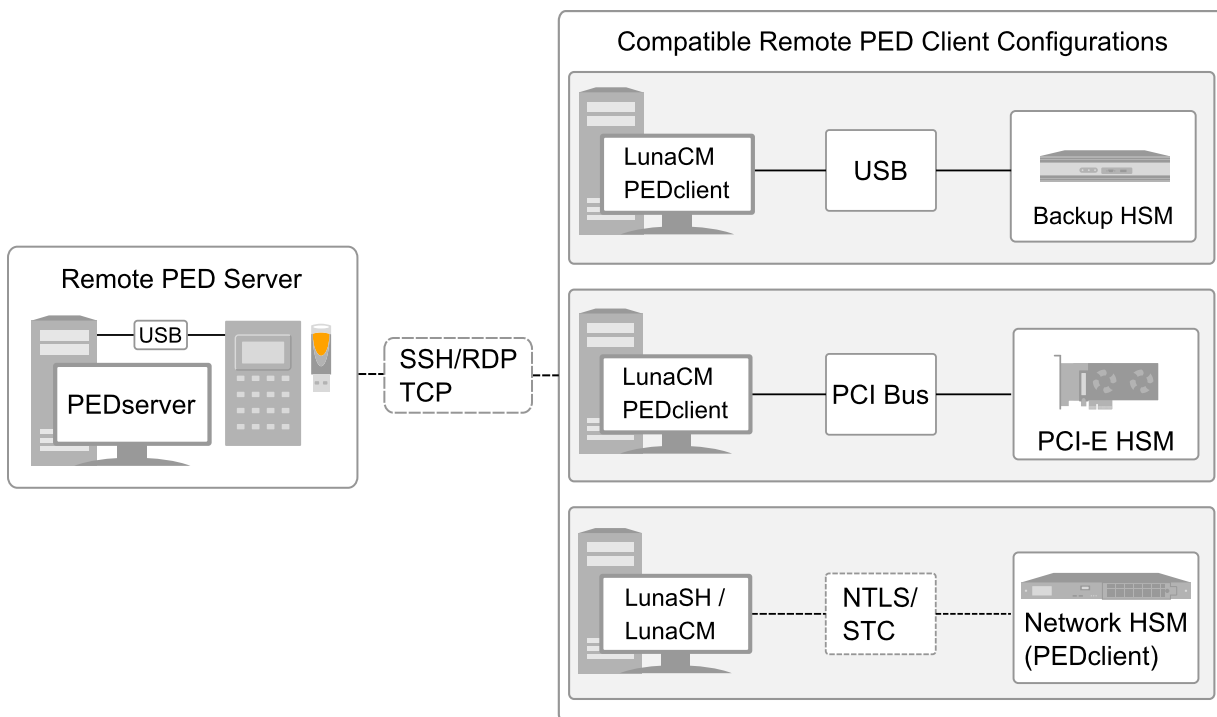 Compatible Remote PED Client Configurations
LunaCM
PEDclient
USB
Backup HSM
Remote PED Server
USB
PEDserver
SSH/RDP
TCP
LunaCM
PEDclient
PCI Bus
PCI-E HSM
LunaSH /
LunaCM
NTLS/
STC
Network HSM
(PEDclient)